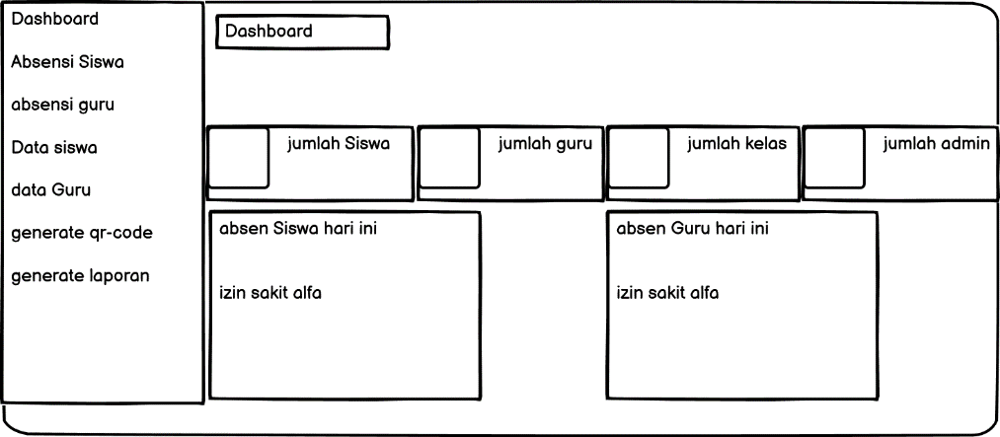 Dashboard
Absensi Siswa
absensi guru
Data siswa
data Guru
generate qr-code
generate laporan
Dashboard
jumlah Siswa
jumlah guru
jumlah kelas
jumlah admin
absen Siswa hari ini
izin sakit alfa
absen Guru hari ini
izin sakit alfa